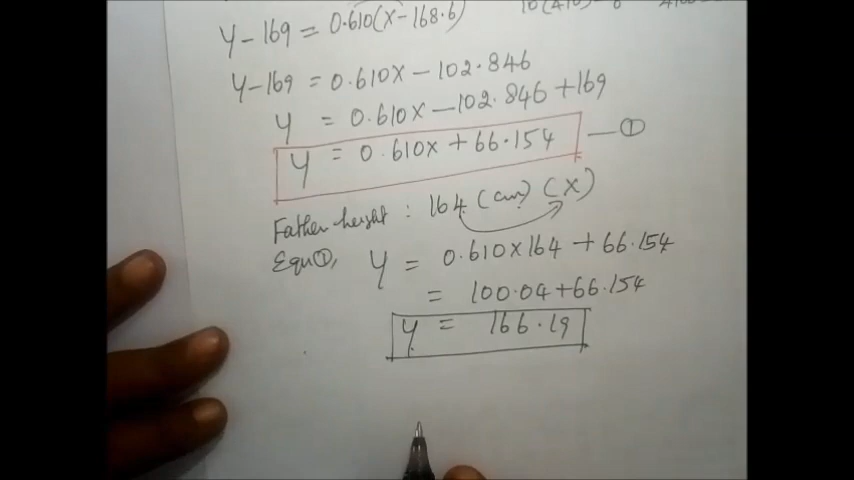 y - 169 = 0.610(x - 168.6)
y - 169 = 0.610x - 102.846
y = 0.610x - 102.846 + 169
y = 0.610x + 66.154 — ①
Father height : 164 (cm) (x)
Equ①, y = 0.610 x 164 + 66.154
= 100.04 + 66.154
y = 166.19